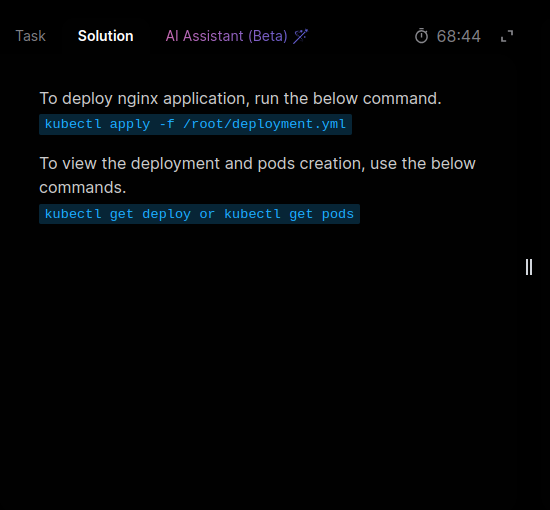 Task Solution AI Assistant (Beta) 68:44
To deploy nginx application, run the below command.
kubectl apply -f /root/deployment.yml
To view the deployment and pods creation, use the below
commands.
kubectl get deploy or kubectl get pods